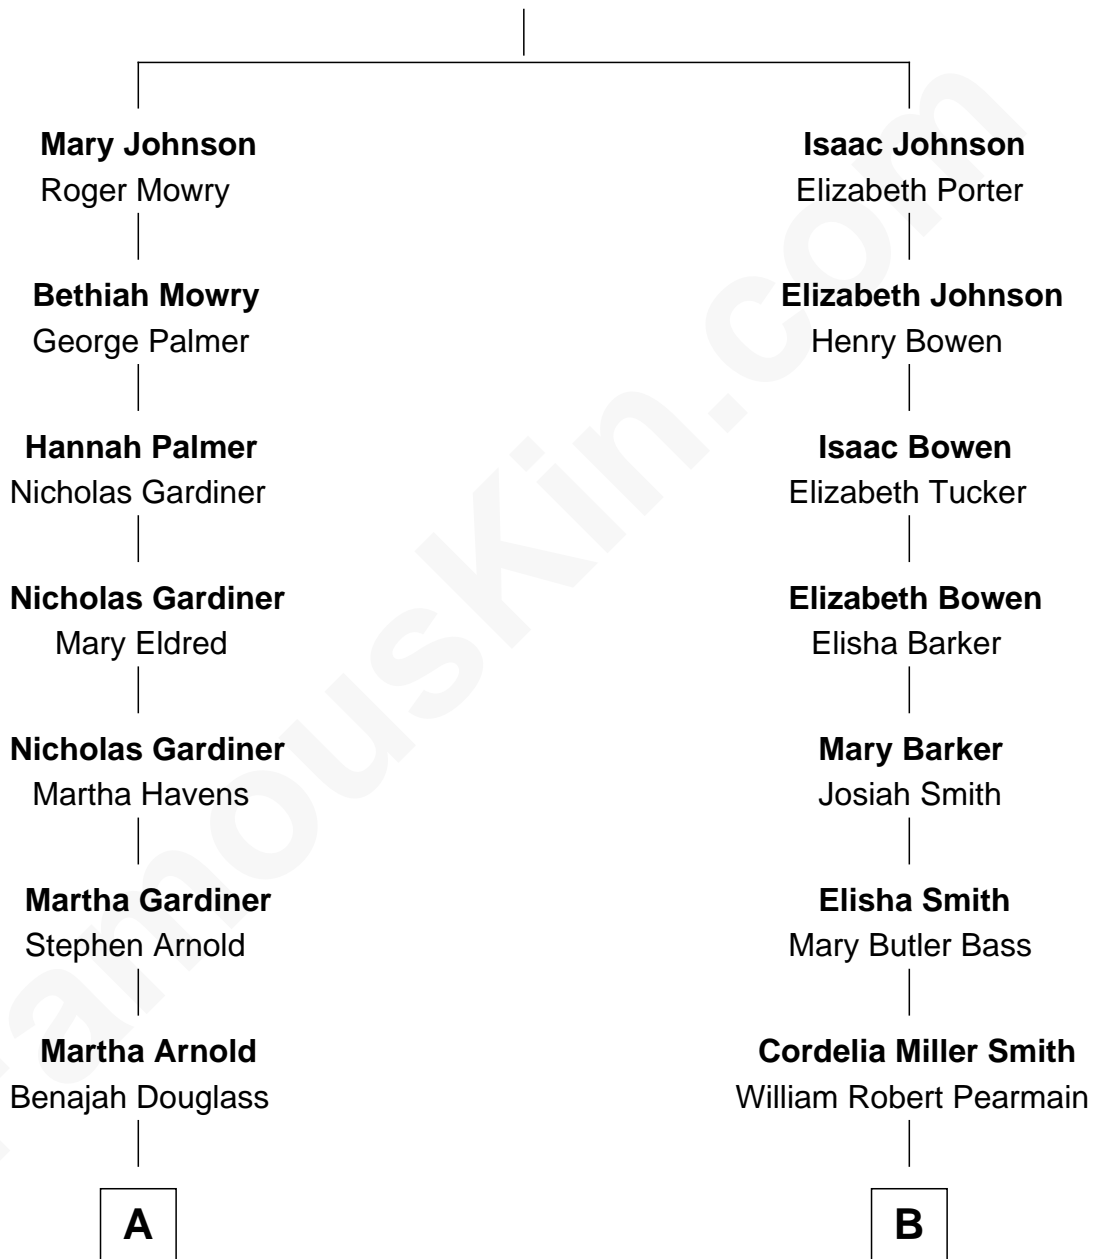 Mary Johnson
Roger Mowry
Bethiah Mowry
George Palmer
Hannah Palmer
Nicholas Gardiner
Nicholas Gardiner
Mary Eldred
Nicholas Gardiner
Martha Havens
Martha Gardiner
Stephen Arnold
Martha Arnold
Benajah Douglass
A
Isaac Johnson
Elizabeth Porter
Elizabeth Johnson
Henry Bowen
Isaac Bowen
Elizabeth Tucker
Elizabeth Bowen
Elisha Barker
Mary Barker
Josiah Smith
Elisha Smith
Mary Butler Bass
Cordelia Miller Smith
William Robert Pearmain
B
FamousKin.com